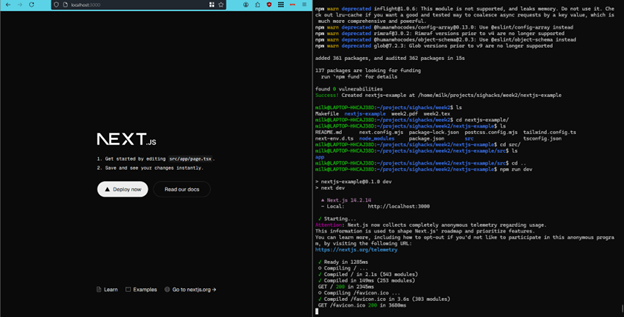 localhost:3000
NEXT.JS
1. Get started by editing src/app/page.tsx.
2. Save and see your changes instantly.
Deploy now
Read our docs
Learn
Examples
Go to nextjs.org →
npm warn deprecated inflight@1.0.6: This module is not supported, and leaks memory. Do not use it. Che
ck out lru-cache if you want a good and tested way to coalesce async requests by a key value, which is
much more comprehensive and powerful.
npm warn deprecated @humanwhocodes/config-array@0.13.0: Use @eslint/config-array instead
npm warn deprecated rimraf@3.0.2: Rimraf versions prior to v4 are no longer supported
npm warn deprecated @humanwhocodes/object-schema@2.0.3: Use @eslint/object-schema instead
npm warn deprecated glob@7.2.3: Glob versions prior to v9 are no longer supported
added 361 packages, and audited 362 packages in 15s
137 packages are looking for funding
run `npm fund` for details
found 0 vulnerabilities
Success! Created nextjs-example at /home/milk/projects/sighacks/week2/nextjs-example
milk@LAPTOP-HHCAJ38D:~/projects/sighacks/week2$ ls
Makefile nextjs-example week2.pdf week2.tex
milk@LAPTOP-HHCAJ38D:~/projects/sighacks/week2$ cd nextjs-example/
milk@LAPTOP-HHCAJ38D:~/projects/sighacks/week2/nextjs-example$ ls
README.md next.config.mjs package-lock.json postcss.config.mjs tailwind.config.ts
next-env.d.ts node_modules package.json src tsconfig.json
milk@LAPTOP-HHCAJ38D:~/projects/sighacks/week2/nextjs-example$ cd src/
milk@LAPTOP-HHCAJ38D:~/projects/sighacks/week2/nextjs-example/src$ ls
app
milk@LAPTOP-HHCAJ38D:~/projects/sighacks/week2/nextjs-example/src$ cd ..
milk@LAPTOP-HHCAJ38D:~/projects/sighacks/week2/nextjs-example$ npm run dev
> nextjs-example@0.1.0 dev
> next dev
▲ Next.js 14.2.14
- Local: http://localhost:3000
✓ Starting...
Attention: Next.js now collects completely anonymous telemetry regarding usage.
This information is used to shape Next.js' roadmap and prioritize features.
You can learn more, including how to opt-out if you'd not like to participate in this anonymous progra
m, by visiting the following URL:
https://nextjs.org/telemetry
✓ Ready in 1285ms
○ Compiling / ...
✓ Compiled / in 2.1s (543 modules)
✓ Compiled in 149ms (253 modules)
GET / 200 in 2345ms
○ Compiling /favicon.ico ...
✓ Compiled /favicon.ico in 3.6s (303 modules)
GET /favicon.ico 200 in 3680ms